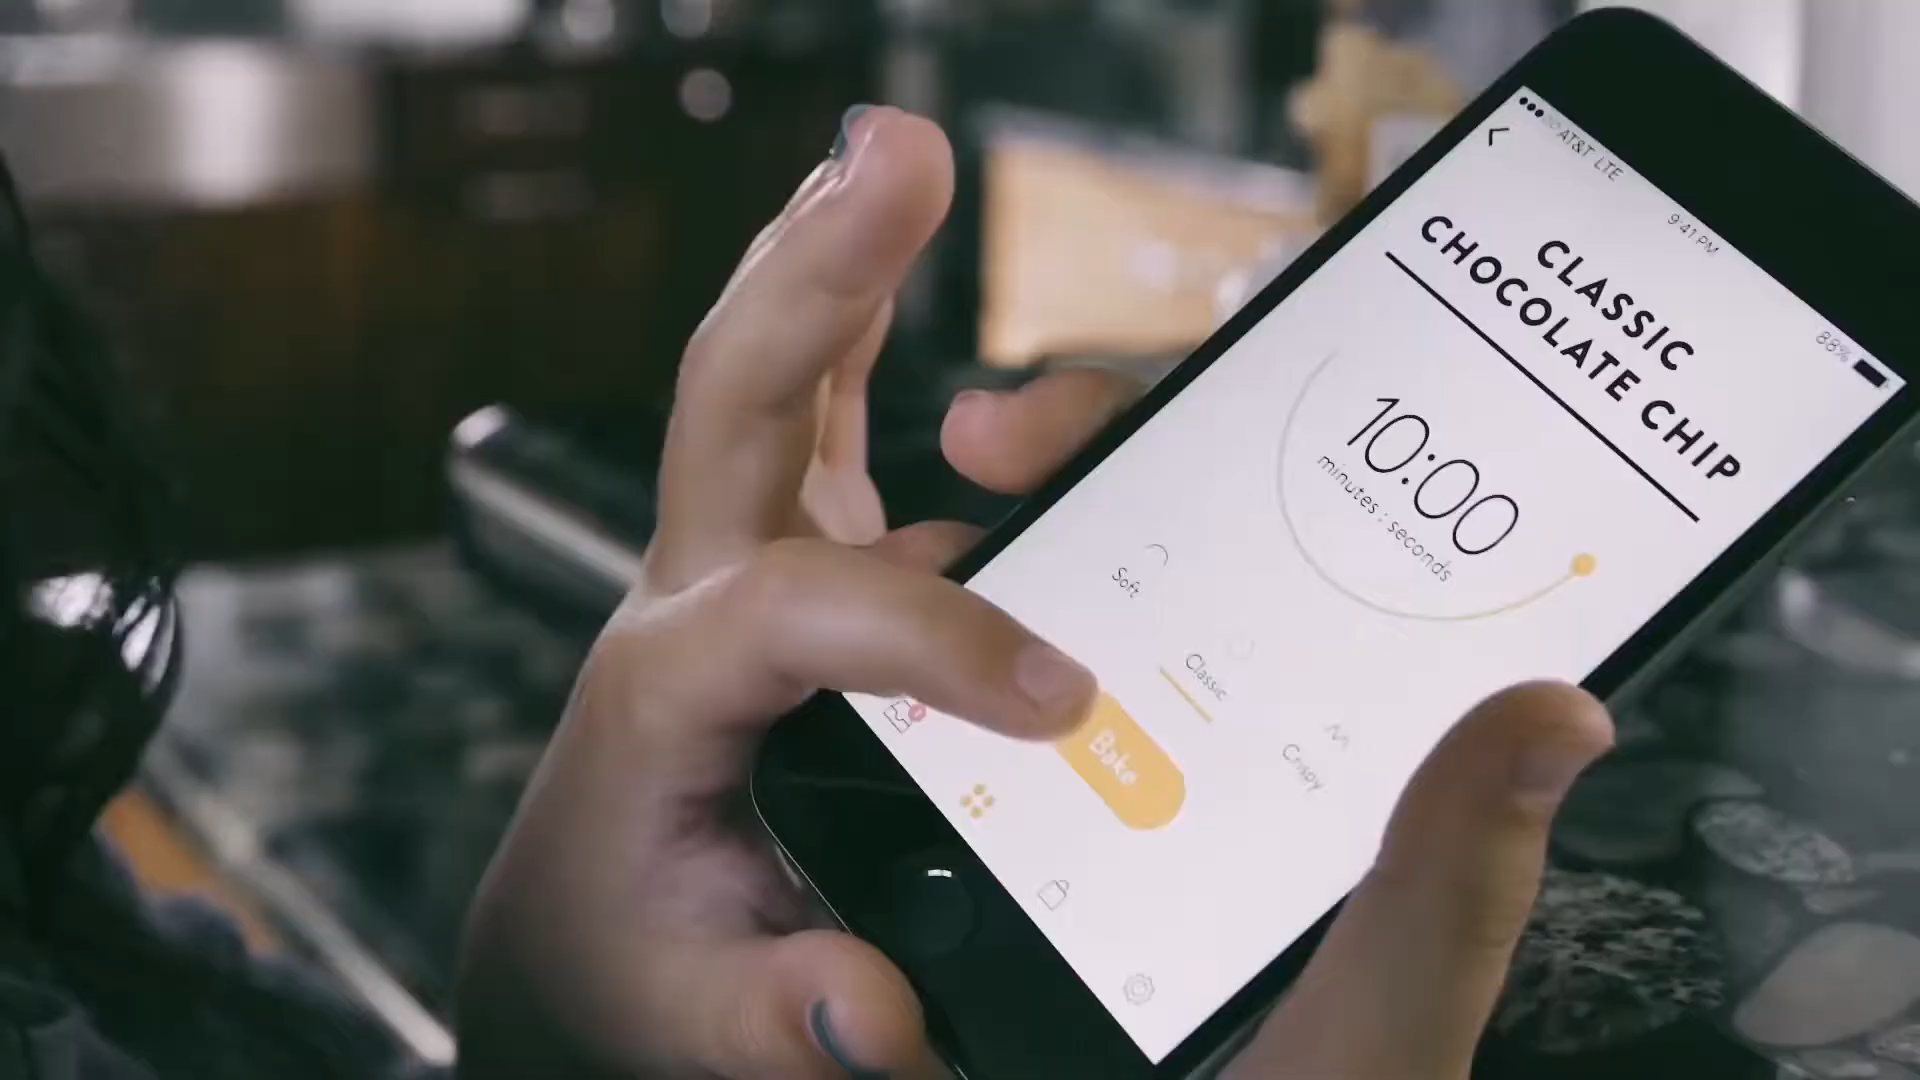 AT&T LTE
9:41 PM
88%
CLASSIC
CHOCOLATE CHIP
10:00
minutes : seconds
Soft
Classic
Crispy
Bake